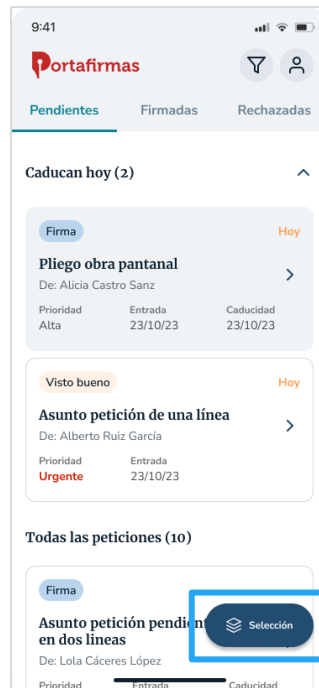 9:41
Portafirmas
Pendientes Firmadas Rechazadas
Caducan hoy (2)
Firma Hoy
Pliego obra pantanal
De: Alicia Castro Sanz
Prioridad Entrada Caducidad
Alta 23/10/23 23/10/23
Visto bueno Hoy
Asunto petición de una línea
De: Alberto Ruiz García
Prioridad Entrada
Urgente 23/10/23
Todas las peticiones (10)
Firma
Asunto petición
en dos lineas
Selección
De: Lola Cáceres López
Prioridad Entrada Caducidad